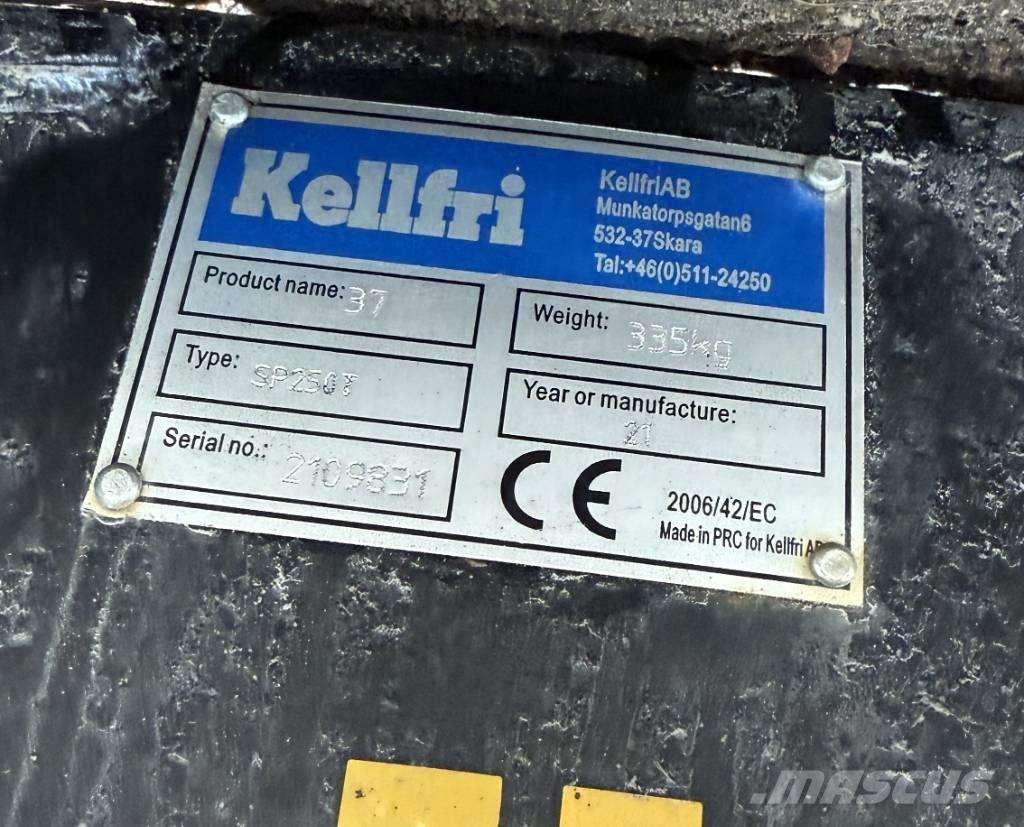 Kellfri
KellfriAB
Munkatorpsgatan6
532-37Skara
Tal:+46(0)511-24250
Product name: 37
Weight: 335kg
Type: SP250T
Year or manufacture: 21
Serial no.: 2109831
CE
2006/42/EC
Made in PRC for Kellfri AB
MASCUS